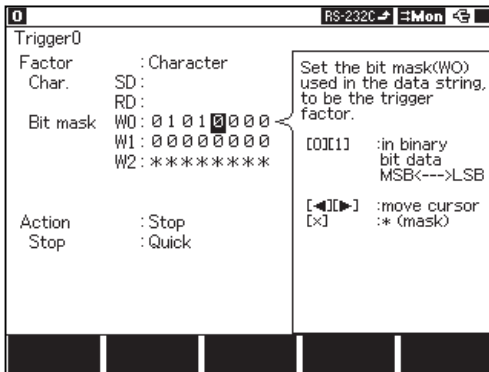 0 RS-232C Mon
Trigger0
Factor : Character
Char. SD :
RD :
Bit mask W0 : 0 1 0 1 0 0 0 0
W1 : 0 0 0 0 0 0 0 0
W2 : * * * * * * * *
Action : Stop
Stop : Quick
Set the bit mask(W0)
used in the data string,
to be the trigger
factor.
[0][1] :in binary
bit data
MSB<--->LSB
[◀][▶] :move cursor
[×] :* (mask)